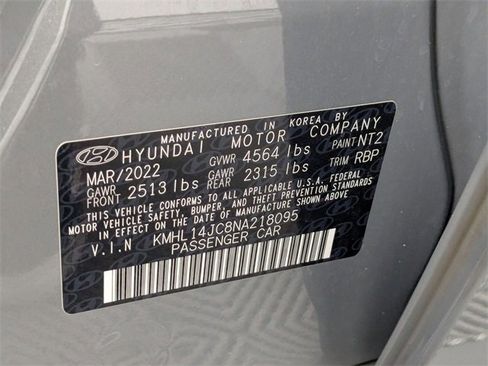 MANUFACTURED IN KOREA BY
HYUNDAI MOTOR COMPANY
MAR/2022 GVWR 4564 lbs PAINT NT2
GAWR FRONT 2513 lbs GAWR REAR 2315 lbs TRIM RBP
THIS VEHICLE CONFORMS TO ALL APPLICABLE U.S. FEDERAL
MOTOR VEHICLE SAFETY, BUMPER, AND THEFT PREVENTION
STANDARDS IN EFFECT ON THE DATE OF MANUFACTURE SHOWN ABOVE.
V.I.N KMHL14JC8NA218095
PASSENGER CAR